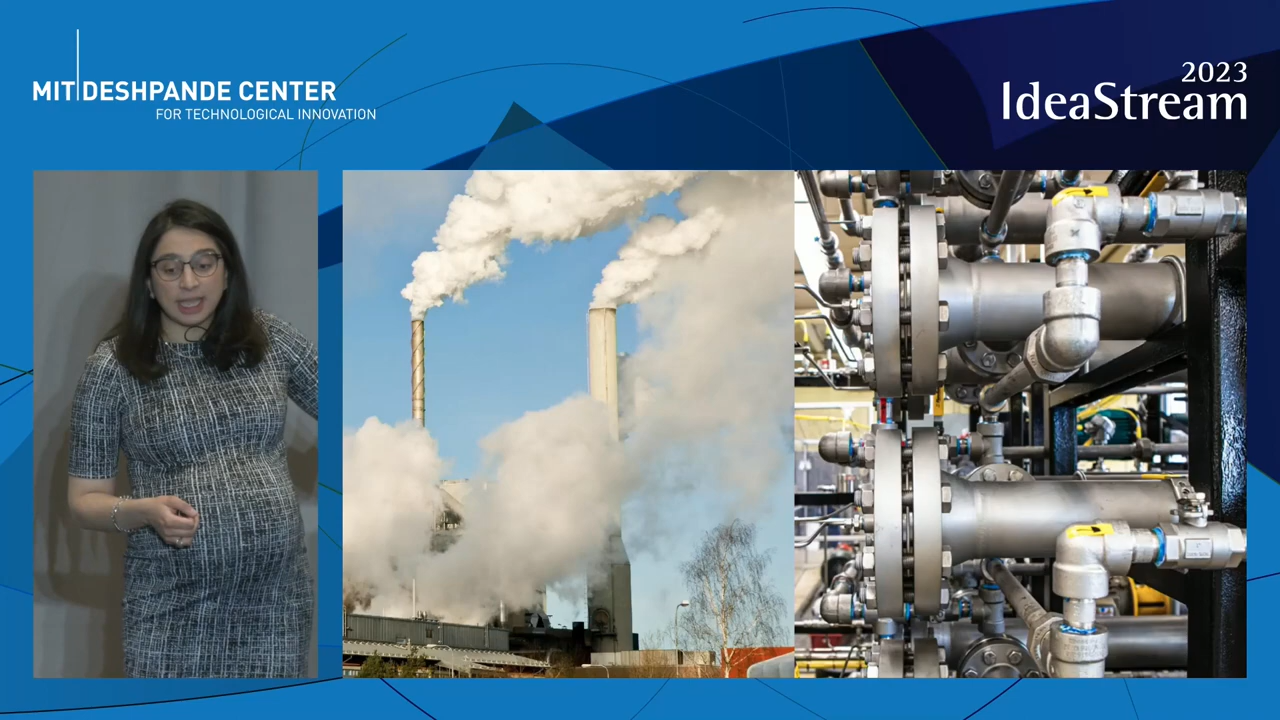 MIT DESHPANDE CENTER
FOR TECHNOLOGICAL INNOVATION
2023
IdeaStream